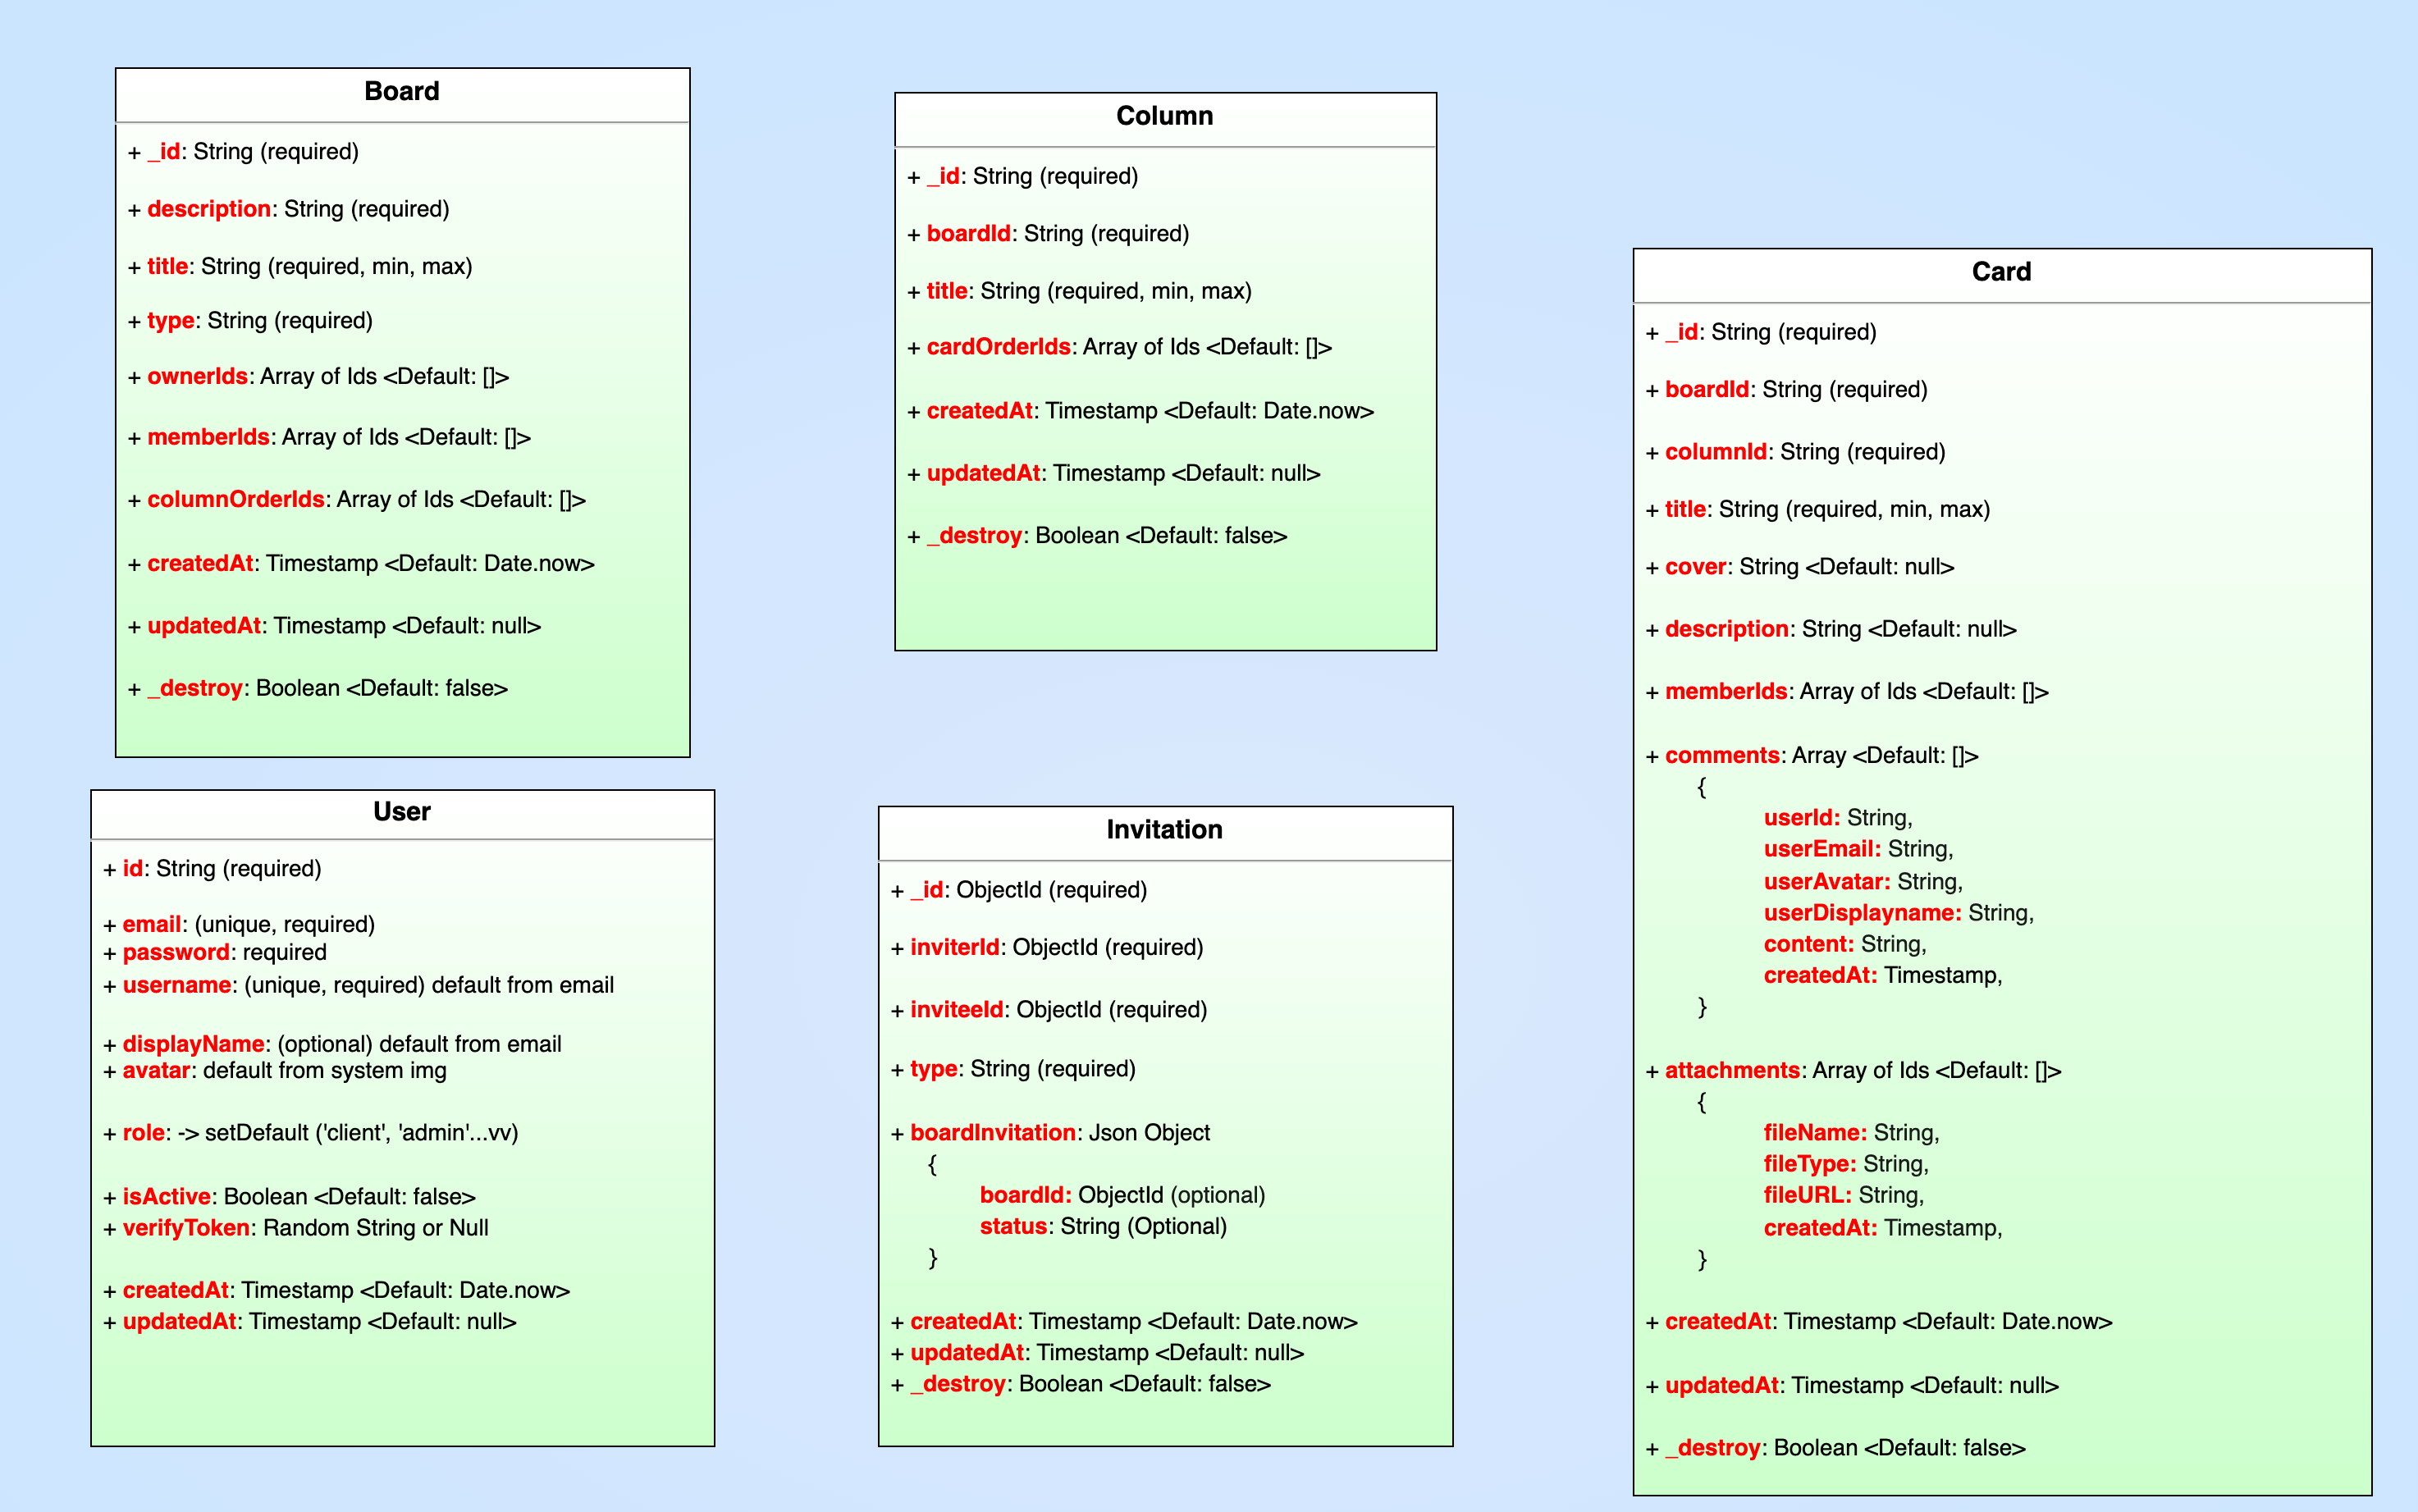 Board
+ _id: String (required)
+ description: String (required)
+ title: String (required, min, max)
+ type: String (required)
+ ownerIds: Array of Ids <Default: []>
+ memberIds: Array of Ids <Default: []>
+ columnOrderIds: Array of Ids <Default: []>
+ createdAt: Timestamp <Default: Date.now>
+ updatedAt: Timestamp <Default: null>
+ _destroy: Boolean <Default: false>
Column
+ _id: String (required)
+ boardId: String (required)
+ title: String (required, min, max)
+ cardOrderIds: Array of Ids <Default: []>
+ createdAt: Timestamp <Default: Date.now>
+ updatedAt: Timestamp <Default: null>
+ _destroy: Boolean <Default: false>
Card
+ _id: String (required)
+ boardId: String (required)
+ columnId: String (required)
+ title: String (required, min, max)
+ cover: String <Default: null>
+ description: String <Default: null>
+ memberIds: Array of Ids <Default: []>
+ comments: Array <Default: []>
{
userId: String,
userEmail: String,
userAvatar: String,
userDisplayname: String,
content: String,
createdAt: Timestamp,
}
+ attachments: Array of Ids <Default: []>
{
fileName: String,
fileType: String,
fileURL: String,
createdAt: Timestamp,
}
+ createdAt: Timestamp <Default: Date.now>
+ updatedAt: Timestamp <Default: null>
+ _destroy: Boolean <Default: false>
User
+ id: String (required)
+ email: (unique, required)
+ password: required
+ username: (unique, required) default from email
+ displayName: (optional) default from email
+ avatar: default from system img
+ role: -> setDefault ('client', 'admin'...vv)
+ isActive: Boolean <Default: false>
+ verifyToken: Random String or Null
+ createdAt: Timestamp <Default: Date.now>
+ updatedAt: Timestamp <Default: null>
Invitation
+ _id: ObjectId (required)
+ inviterId: ObjectId (required)
+ inviteeId: ObjectId (required)
+ type: String (required)
+ boardInvitation: Json Object
{
boardId: ObjectId (optional)
status: String (Optional)
}
+ createdAt: Timestamp <Default: Date.now>
+ updatedAt: Timestamp <Default: null>
+ _destroy: Boolean <Default: false>